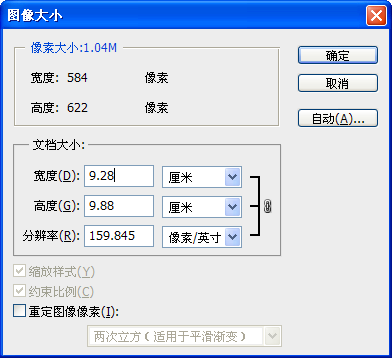 图像大小
像素大小:1.04M
宽度: 584 像素
高度: 622 像素
确定
取消
自动(A)...
文档大小:
宽度(D): 9.28 厘米
高度(G): 9.88 厘米
分辨率(R): 159.845 像素/英寸
缩放样式(Y)
约束比例(C)
重定图像像素(I):
两次立方（适用于平滑渐变）